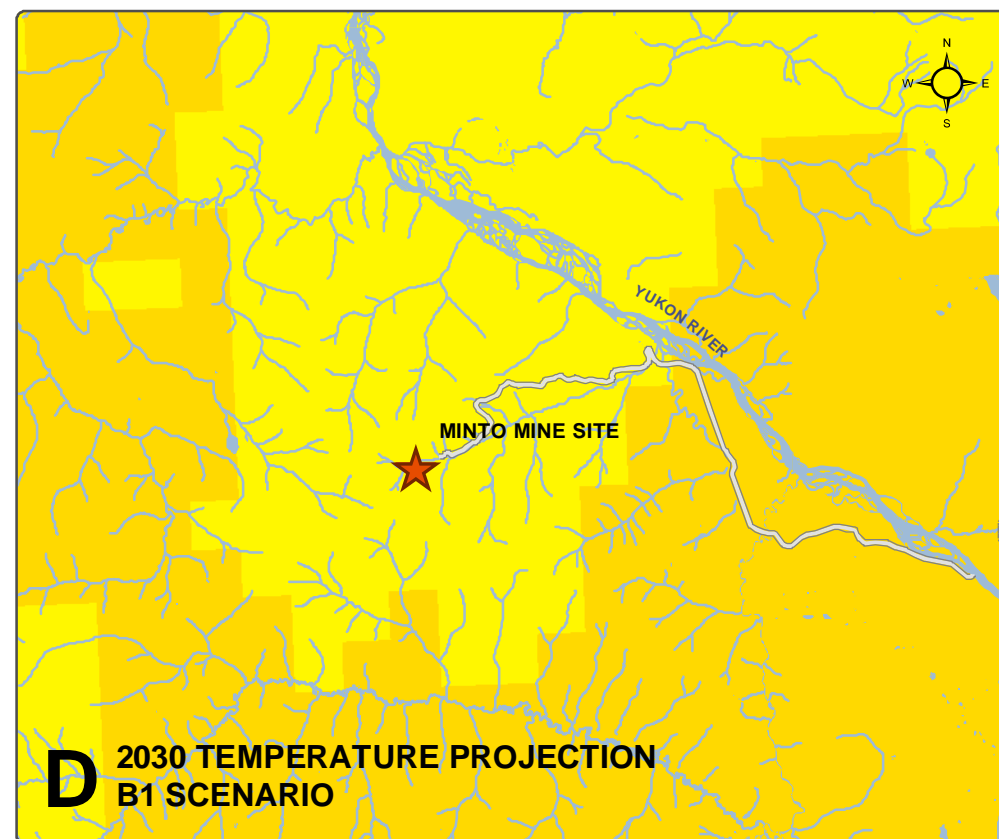 N
W E
S
YUKON RIVER
MINTO MINE SITE
D 2030 TEMPERATURE PROJECTION
B1 SCENARIO